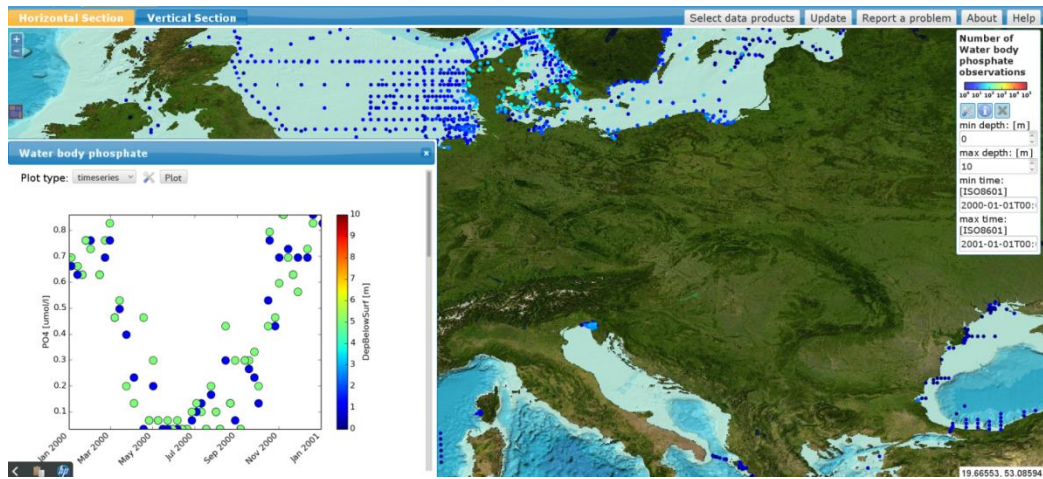 Horizontal Section Vertical Section Select data products Update Report a problem About Help
+
−
Number of
Water body
phosphate
observations
min depth: [m]
0
max depth: [m]
10
min time:
[ISO8601]
2000-01-01T00:
max time:
[ISO8601]
2001-01-01T00:
Water body phosphate ×
Plot type: timeseries Plot
PO4 [umol/l]
0.8
0.7
0.6
0.5
0.4
0.3
0.2
0.1
Jan 2000 Mar 2000 May 2000 Jul 2000 Sep 2000 Nov 2000 Jan 2001
10
9
8
7
6
5
4
3
2
1
0
DepBelowSurf [m]
hp
19.66553, 53.08594